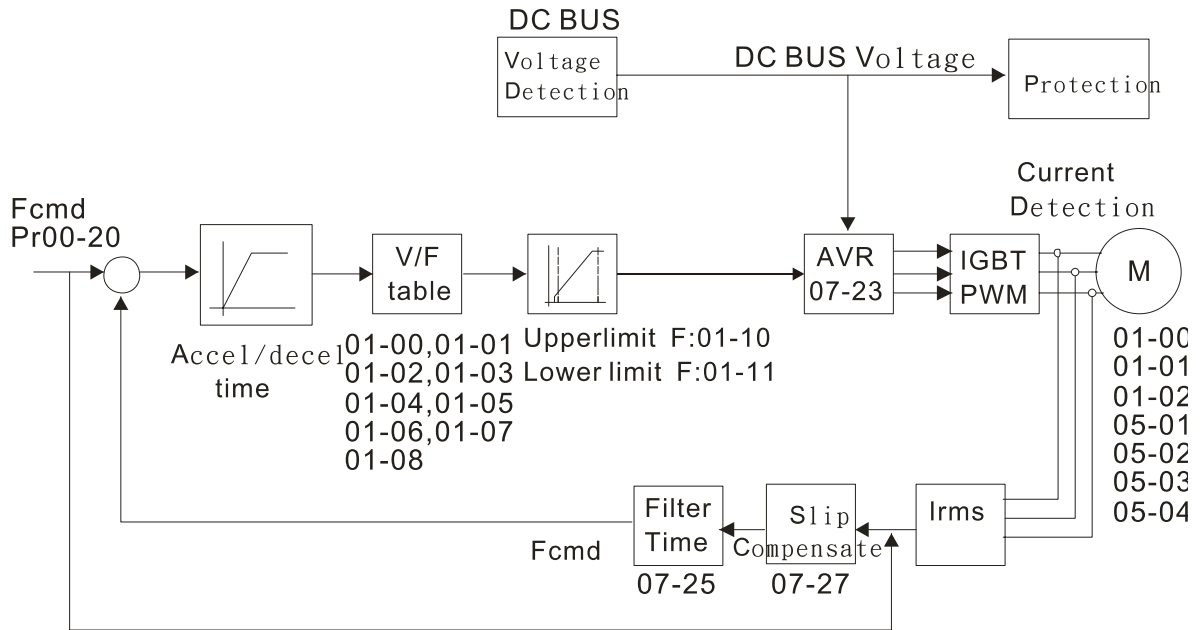 DC BUS
Voltage
Detection
DC BUS Voltage
Protection
Current
Detection
Fcmd
Pr00-20
V/F
table
AVR
07-23
IGBT
PWM
M
Accel/decel
time
01-00,01-01
01-02,01-03
01-04,01-05
01-06,01-07
01-08
Upperlimit F:01-10
Lower limit F:01-11
01-00
01-01
01-02
05-01
05-02
05-03
05-04
Filter
Time
07-25
Slip
Compensate
07-27
Irms
Fcmd